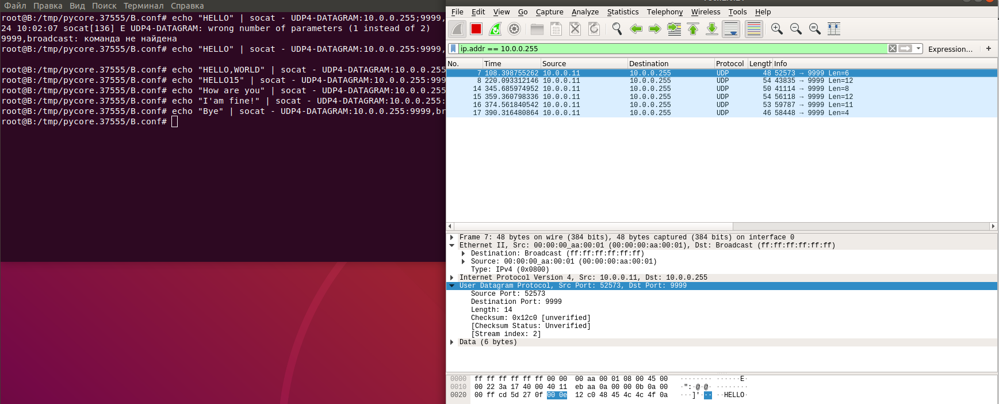 Файл Правка Вид Поиск Терминал Справка
root@B:/tmp/pycore.37555/B.conf# echo "HELLO" | socat - UDP4-DATAGRAM:10.0.0.255;9999,
24 10:02:07 socat[136] E UDP4-DATAGRAM: wrong number of parameters (1 instead of 2)
9999,broadcast: команда не найдена
root@B:/tmp/pycore.37555/B.conf# echo "HELLO" | socat - UDP4-DATAGRAM:10.0.0.255:9999,
root@B:/tmp/pycore.37555/B.conf# echo "HELLO,WORLD" | socat - UDP4-DATAGRAM:10.0.0.255
root@B:/tmp/pycore.37555/B.conf# echo "HELLO15" | socat - UDP4-DATAGRAM:10.0.0.255:999
root@B:/tmp/pycore.37555/B.conf# echo "How are you" | socat - UDP4-DATAGRAM:10.0.0.255
root@B:/tmp/pycore.37555/B.conf# echo "I'am fine!" | socat - UDP4-DATAGRAM:10.0.0.255:
root@B:/tmp/pycore.37555/B.conf# echo "Bye" | socat - UDP4-DATAGRAM:10.0.0.255:9999,br
root@B:/tmp/pycore.37555/B.conf#
File Edit View Go Capture Analyze Statistics Telephony Wireless Tools Help
ip.addr == 10.0.0.255 Expression… +
No. Time Source Destination Protocol Length Info
7 108.398755262 10.0.0.11 10.0.0.255 UDP 48 52573 → 9999 Len=6
8 220.093312146 10.0.0.11 10.0.0.255 UDP 54 43835 → 9999 Len=12
14 345.685974952 10.0.0.11 10.0.0.255 UDP 50 41114 → 9999 Len=8
15 359.360798336 10.0.0.11 10.0.0.255 UDP 54 56118 → 9999 Len=12
16 374.561840542 10.0.0.11 10.0.0.255 UDP 53 59787 → 9999 Len=11
17 390.316480864 10.0.0.11 10.0.0.255 UDP 46 58448 → 9999 Len=4
Frame 7: 48 bytes on wire (384 bits), 48 bytes captured (384 bits) on interface 0
Ethernet II, Src: 00:00:00_aa:00:01 (00:00:00:aa:00:01), Dst: Broadcast (ff:ff:ff:ff:ff:ff)
Destination: Broadcast (ff:ff:ff:ff:ff:ff)
Source: 00:00:00_aa:00:01 (00:00:00:aa:00:01)
Type: IPv4 (0x0800)
Internet Protocol Version 4, Src: 10.0.0.11, Dst: 10.0.0.255
User Datagram Protocol, Src Port: 52573, Dst Port: 9999
Source Port: 52573
Destination Port: 9999
Length: 14
Checksum: 0x12c0 [unverified]
[Checksum Status: Unverified]
[Stream index: 2]
Data (6 bytes)
0000 ff ff ff ff ff ff 00 00 00 aa 00 01 08 00 45 00 ········ ······E·
0010 00 22 3a 17 40 00 40 11 eb aa 0a 00 00 0b 0a 00 ·":·@·@· ········
0020 00 ff cd 5d 27 0f 00 0e 12 c0 48 45 4c 4c 4f 0a ···]'··· ··HELLO·